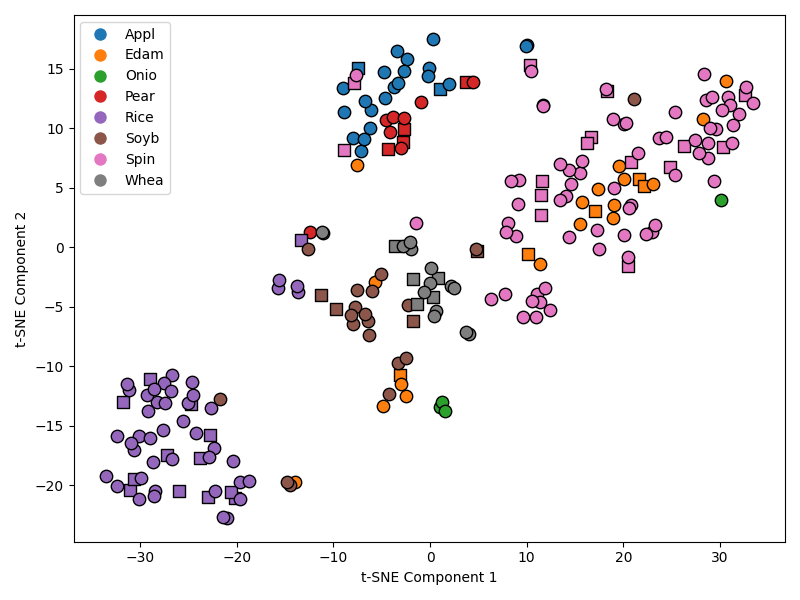 Appl
Edam
Onio
Pear
Rice
Soyb
Spin
Whea
15
10
5
0
−5
−10
−15
−20
t-SNE Component 2
−30 −20 −10 0 10 20 30
t-SNE Component 1